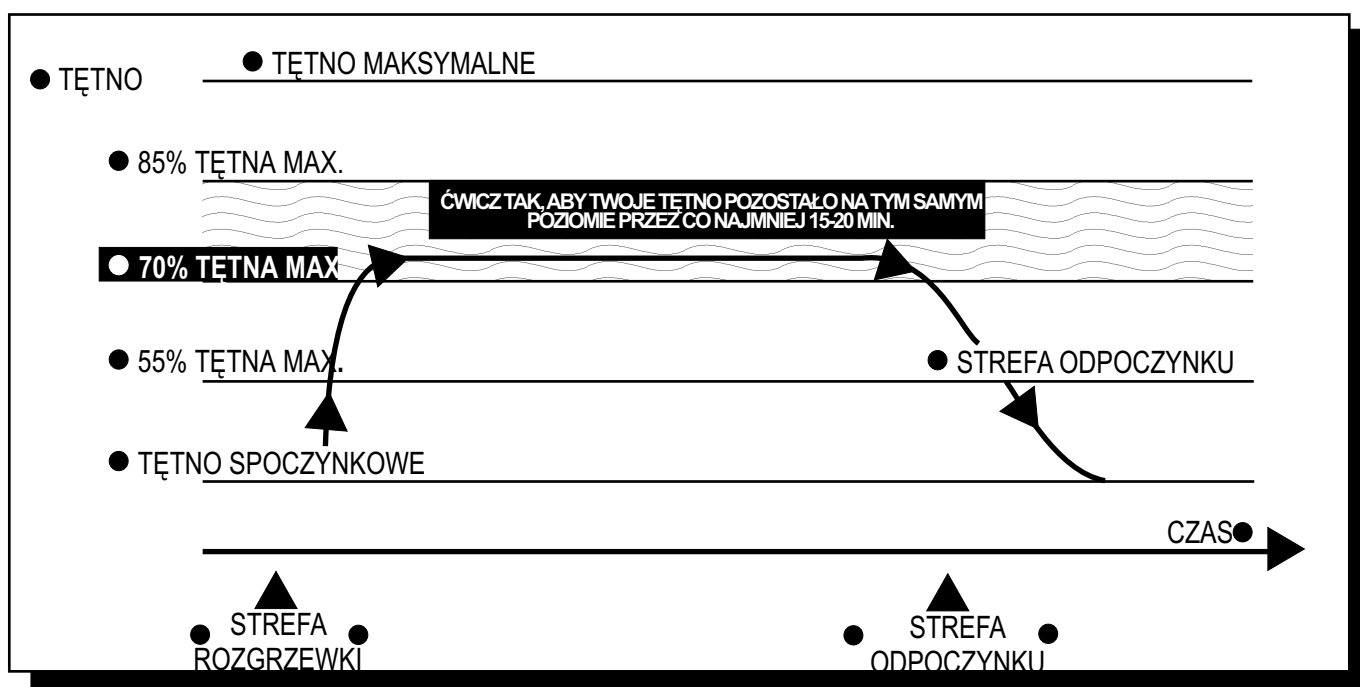 TĘTNO MAKSYMALNE
TĘTNO
85% TĘTNA MAX.
ĆWICZ TAK, ABY TWOJE TĘTNO POZOSTAŁO NA TYM SAMYM
POZIOMIE PRZEZ CO NAJMNIEJ 15-20 MIN.
70% TĘTNA MAX
55% TĘTNA MAX.
STREFA ODPOCZYNKU
TĘTNO SPOCZYNKOWE
CZAS
STREFA
ROZGRZEWKI
STREFA
ODPOCZYNKU